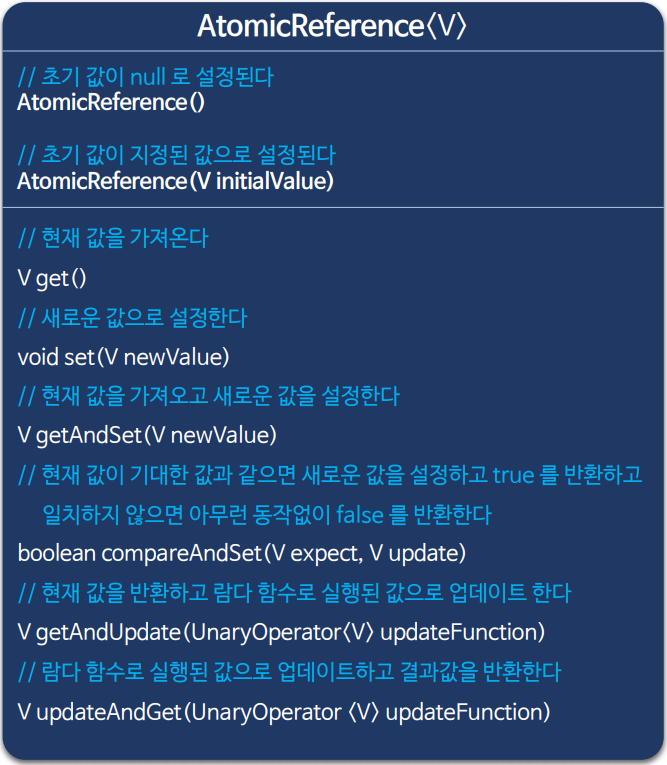 AtomicReference〈V〉
// 초기 값이 null 로 설정된다
AtomicReference()
// 초기 값이 지정된 값으로 설정된다
AtomicReference(V initialValue)
// 현재 값을 가져온다
V get()
// 새로운 값으로 설정한다
void set(V newValue)
// 현재 값을 가져오고 새로운 값을 설정한다
V getAndSet(V newValue)
// 현재 값이 기대한 값과 같으면 새로운 값을 설정하고 true 를 반환하고
일치하지 않으면 아무런 동작없이 false 를 반환한다
boolean compareAndSet(V expect, V update)
// 현재 값을 반환하고 람다 함수로 실행된 값으로 업데이트 한다
V getAndUpdate(UnaryOperator〈V〉 updateFunction)
// 람다 함수로 실행된 값으로 업데이트하고 결과값을 반환한다
V updateAndGet(UnaryOperator 〈V〉 updateFunction)